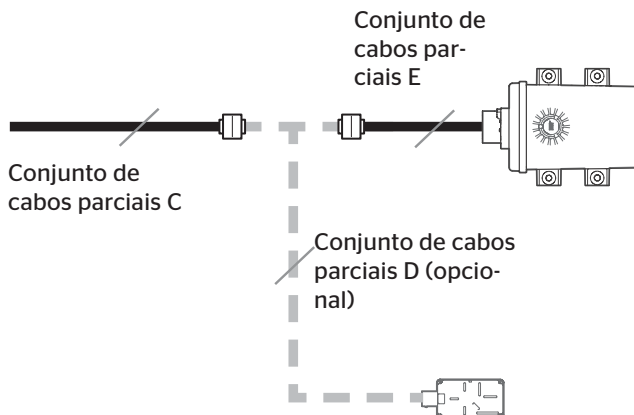 Conjunto de
cabos par-
ciais E
Conjunto de
cabos parciais C
Conjunto de cabos
parciais D (opcio-
nal)